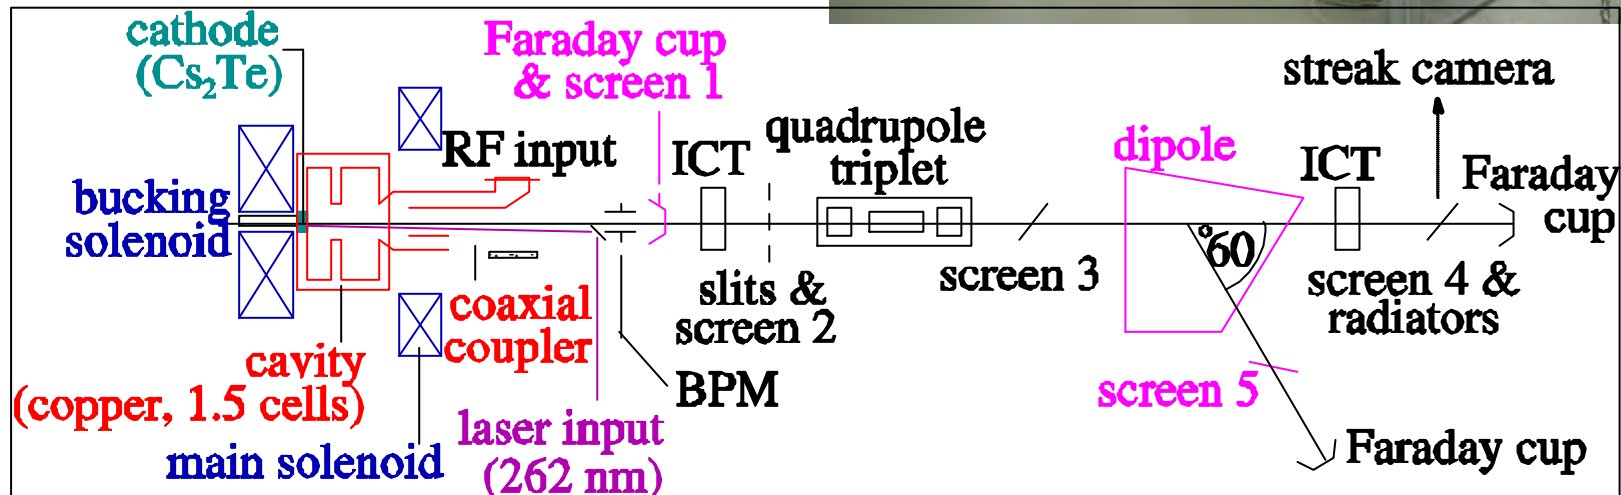 cathode
(Cs₂Te)
Faraday cup
& screen 1
streak camera
RF input
ICT
quadrupole
triplet
dipole
ICT
Faraday
cup
bucking
solenoid
60°
screen 3
slits &
screen 2
screen 4 &
radiators
coaxial
coupler
cavity
(copper, 1.5 cells)
BPM
screen 5
laser input
(262 nm)
main solenoid
Faraday cup